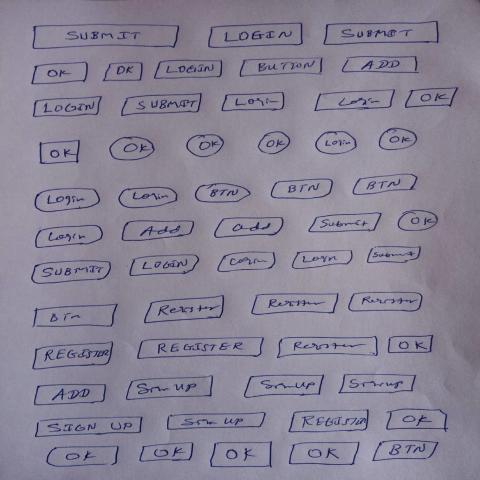 SUBMIT LOGIN SUBMIT
OK OK LOGIN BUTTON ADD
LOGIN SUBMIT Login Login OK
OK OK OK OK Login OK
Login Login BTN BTN BTN
Login Add add Submit OK
SUBMIT LOGIN Login Login Submit
BTn Register Register Register
REGISTER REGISTER Register OK
ADD Sign up Sign up Sign up
SIGN UP Sign up REGISTER OK
OK OK OK OK BTN